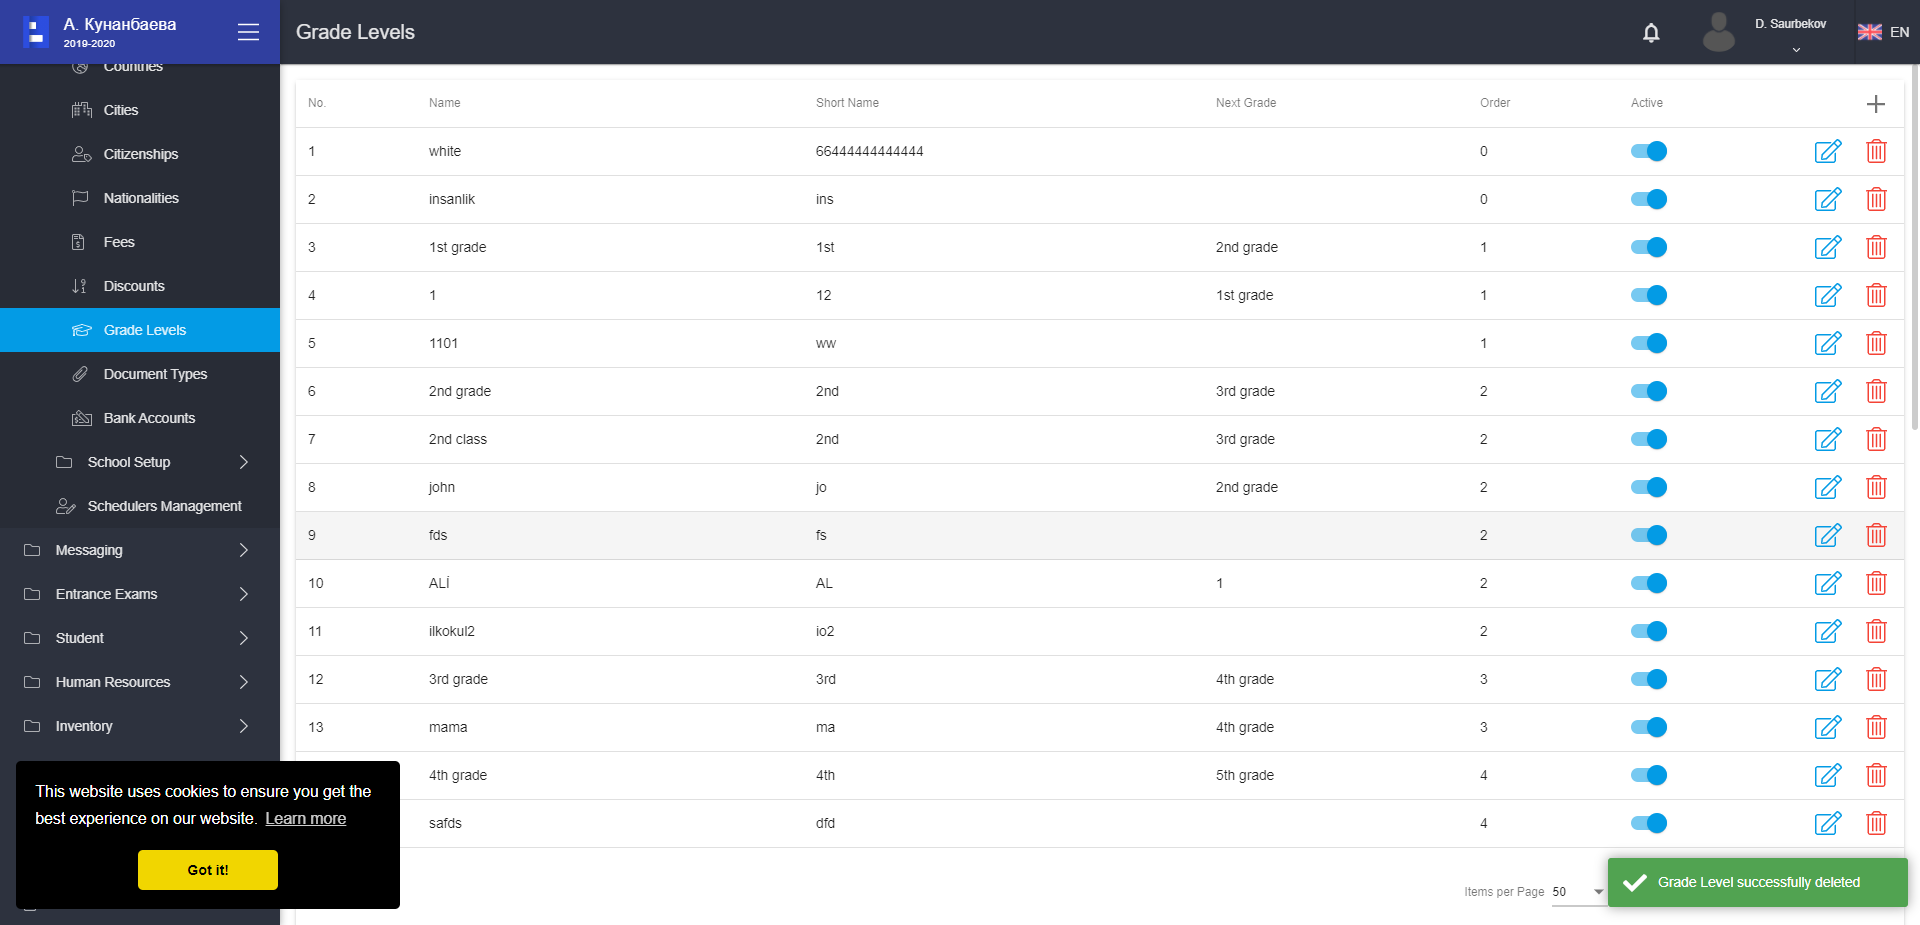 А. Кунанбаева
2019-2020
Grade Levels
D. Saurbekov
EN
Countries
Cities
Citizenships
Nationalities
Fees
Discounts
Grade Levels
Document Types
Bank Accounts
School Setup
Schedulers Management
Messaging
Entrance Exams
Student
Human Resources
Inventory
No. Name Short Name Next Grade Order Active
1 white 66444444444444 0
2 insanlik ins 0
3 1st grade 1st 2nd grade 1
4 1 12 1st grade 1
5 1101 ww 1
6 2nd grade 2nd 3rd grade 2
7 2nd class 2nd 3rd grade 2
8 john jo 2nd grade 2
9 fds fs 2
10 ALİ AL 1 2
11 ilkokul2 io2 2
12 3rd grade 3rd 4th grade 3
13 mama ma 4th grade 3
4th grade 4th 5th grade 4
safds dfd 4
Items per Page 50
This website uses cookies to ensure you get the
best experience on our website. Learn more
Got it!
Grade Level successfully deleted